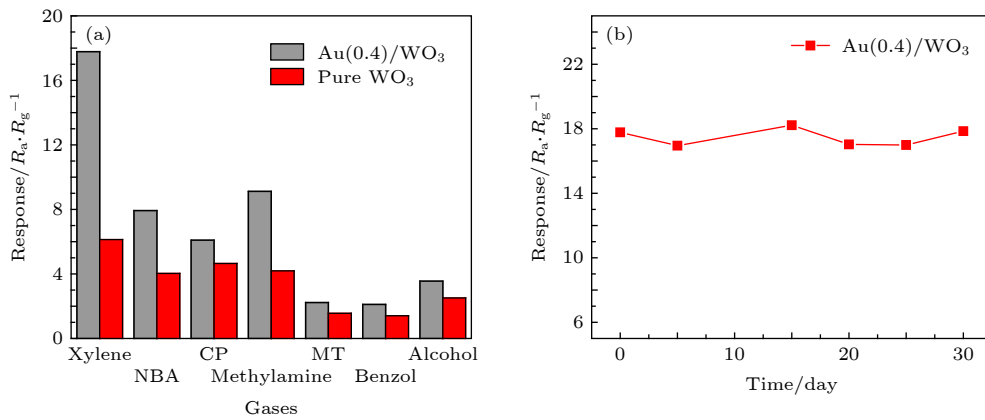 (a)
Au(0.4)/WO₃
Pure WO₃
Response/Rₐ·R_g⁻¹
20
16
12
8
4
0
Xylene
NBA
CP
Methylamine
MT
Benzol
Alcohol
Gases
(b)
Au(0.4)/WO₃
Response/Rₐ·R_g⁻¹
22
18
14
10
6
0
10
20
30
Time/day